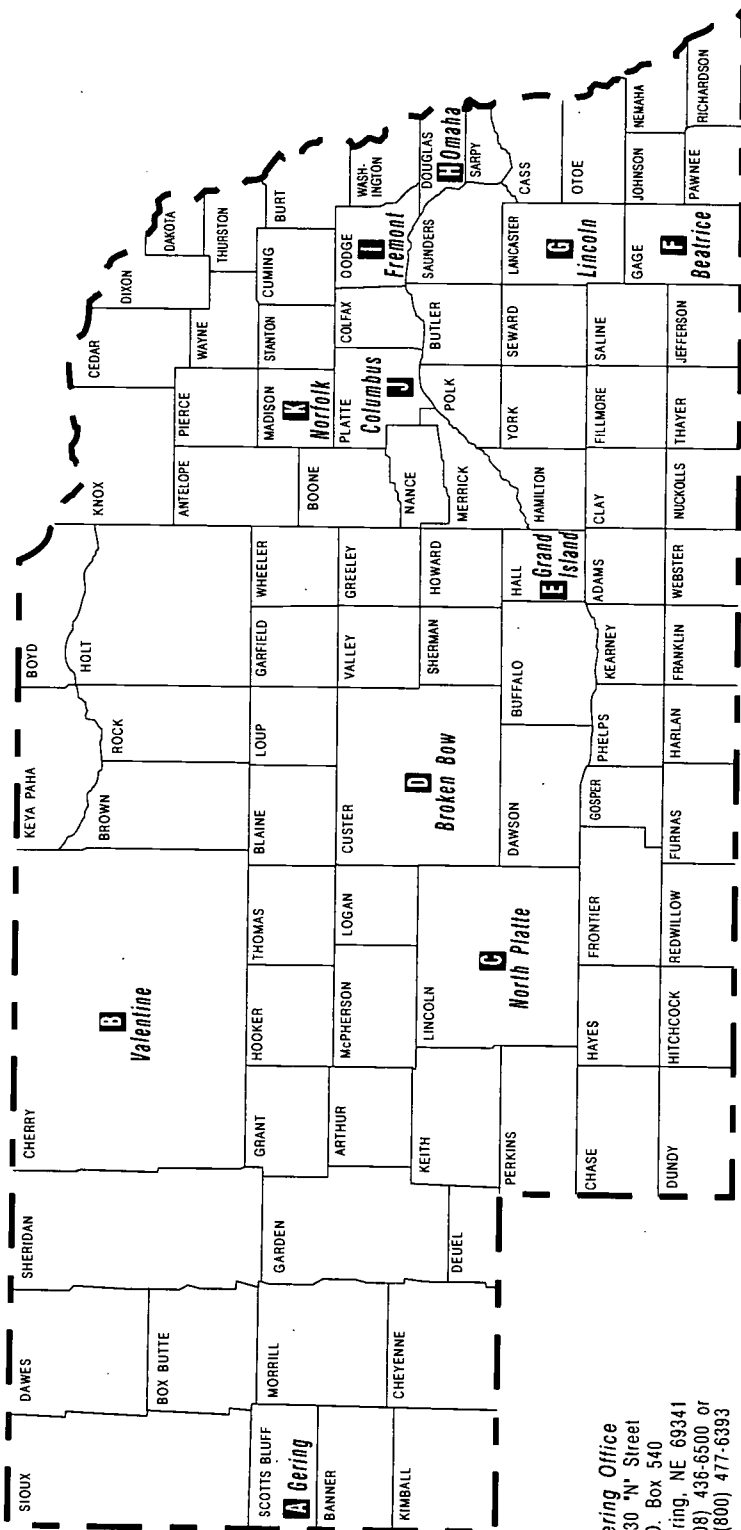 SIOUX
DAWES
SHERIDAN
CHERRY
KEYA PAHA
BOYD
KNOX
CEDAR
DIXON
DAKOTA
BOX BUTTE
B
Valentine
BROWN
ROCK
HOLT
ANTELOPE
PIERCE
WAYNE
THURSTON
SCOTTS BLUFF
A Gering
BANNER
KIMBALL
MORRILL
CHEYENNE
GARDEN
DEUEL
GRANT
HOOKER
THOMAS
BLAINE
LOUP
GARFIELD
WHEELER
BOONE
MADISON
K
Norfolk
STANTON
CUMING
BURT
ARTHUR
McPHERSON
LOGAN
CUSTER
D
Broken Bow
VALLEY
GREELEY
NANCE
PLATTE
Columbus
J
COLFAX
DODGE
I
Fremont
WASH-
INGTON
KEITH
LINCOLN
C
North Platte
SHERMAN
HOWARD
MERRICK
POLK
BUTLER
SAUNDERS
DOUGLAS
H Omaha
SARPY
PERKINS
DAWSON
BUFFALO
HALL
E Grand
Island
HAMILTON
YORK
SEWARD
LANCASTER
G
Lincoln
CASS
OTOE
CHASE
HAYES
FRONTIER
GOSPER
PHELPS
KEARNEY
ADAMS
CLAY
FILLMORE
SALINE
GAGE
F
Beatrice
JOHNSON
NEMAHA
DUNDY
HITCHCOCK
REDWILLOW
FURNAS
HARLAN
FRANKLIN
WEBSTER
NUCKOLLS
THAYER
JEFFERSON
PAWNEE
RICHARDSON
ering Office
30 "N" Street
Box 540
ring, NE 69341
436-6500 or
(800) 477-6393